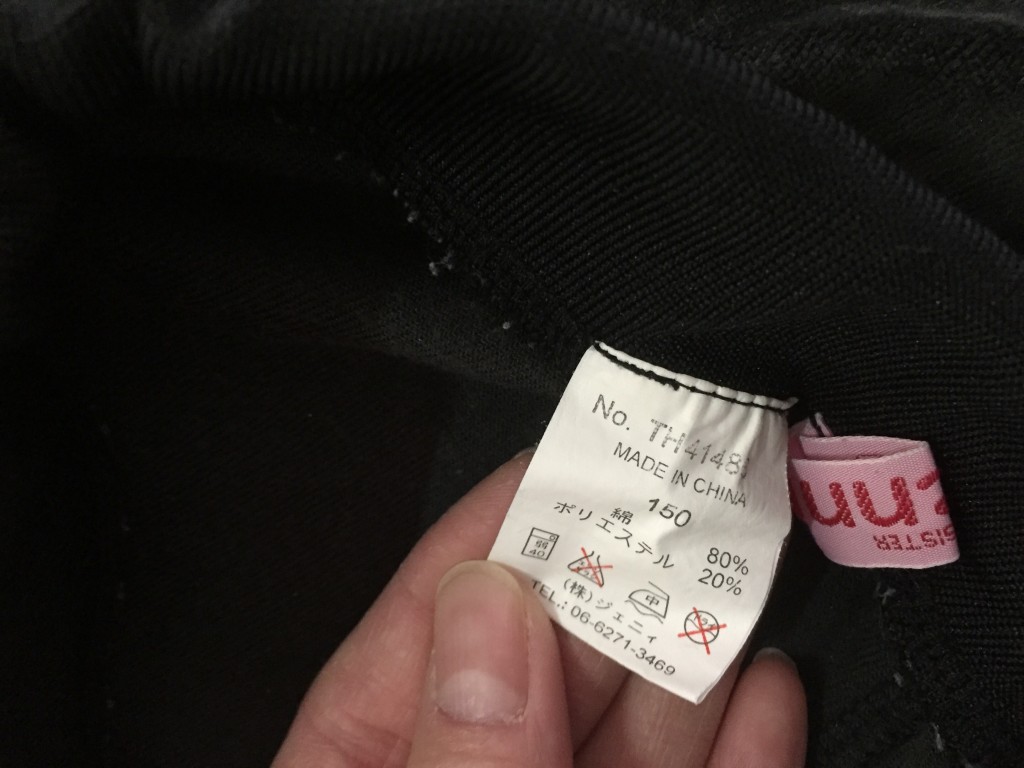 No. TH4148
MADE IN CHINA
150
綿 80%
ポリエステル 20%
40
中
(株)ジェニィ
TEL.: 06-6271-3469
SISTER